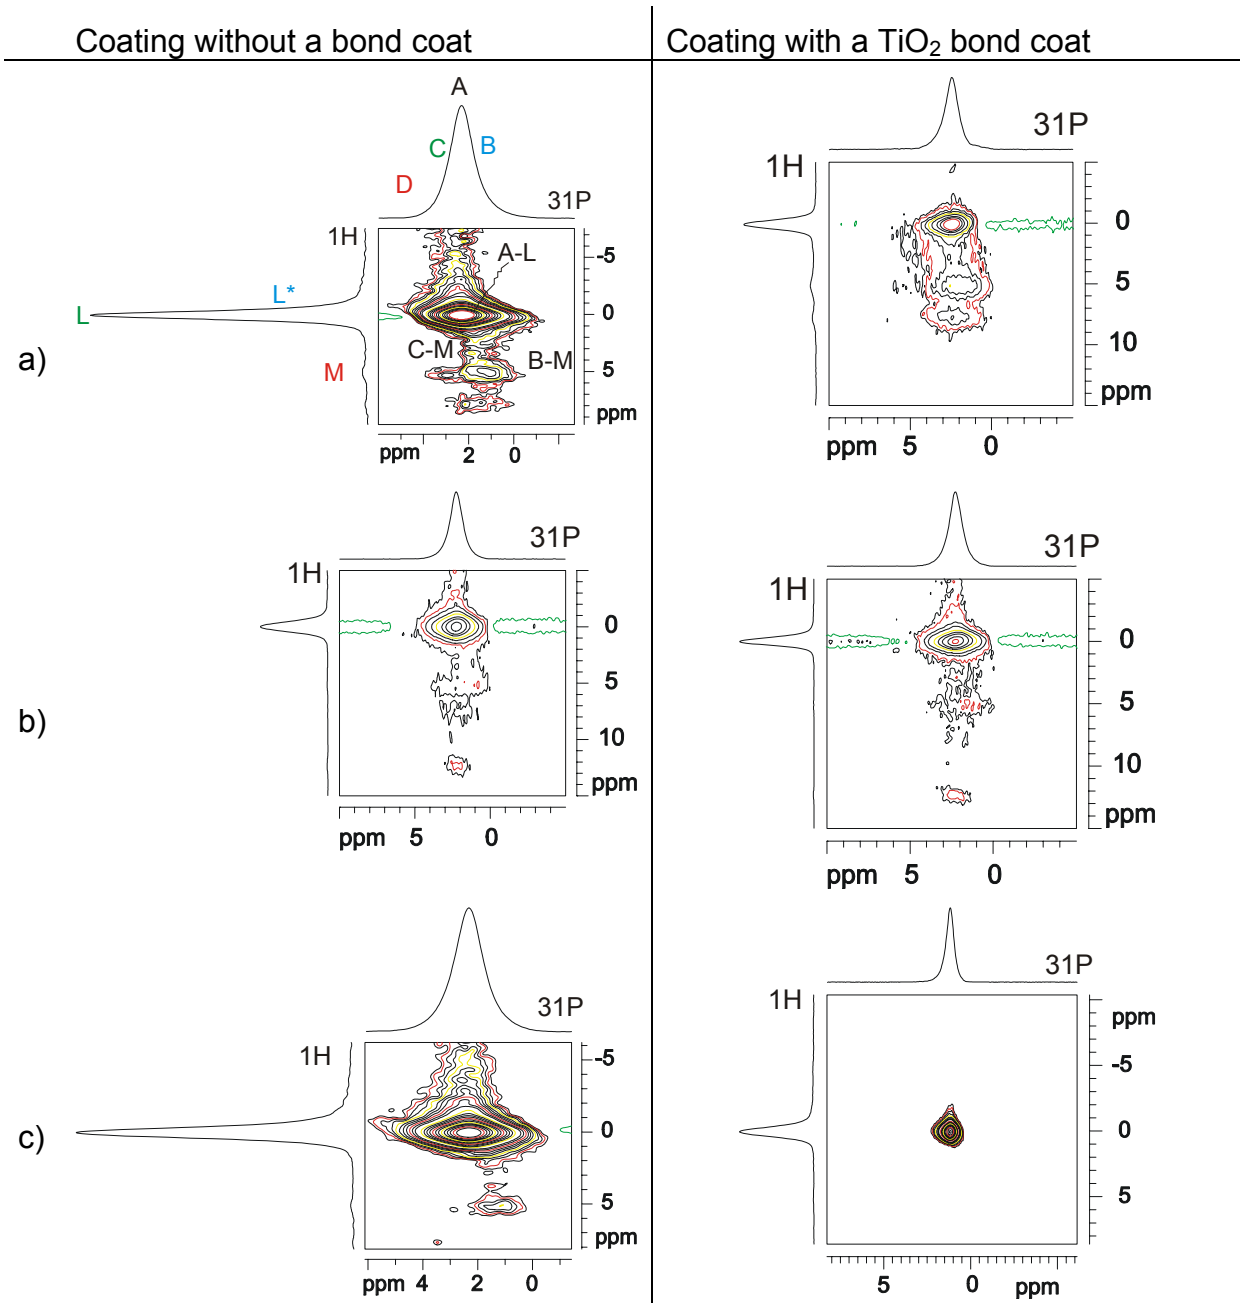 Coating without a bond coat
Coating with a TiO2 bond coat
a)
A
C
B
D
31P
1H
L*
L
M
A-L
C-M
B-M
-5
0
5
ppm
ppm 2 0
31P
1H
0
5
10
ppm
ppm 5 0
b)
31P
1H
0
5
10
ppm
ppm 5 0
31P
1H
0
5
10
ppm
ppm 5 0
c)
31P
1H
-5
0
5
ppm
ppm 4 2 0
31P
1H
ppm
-5
0
5
5 0 ppm